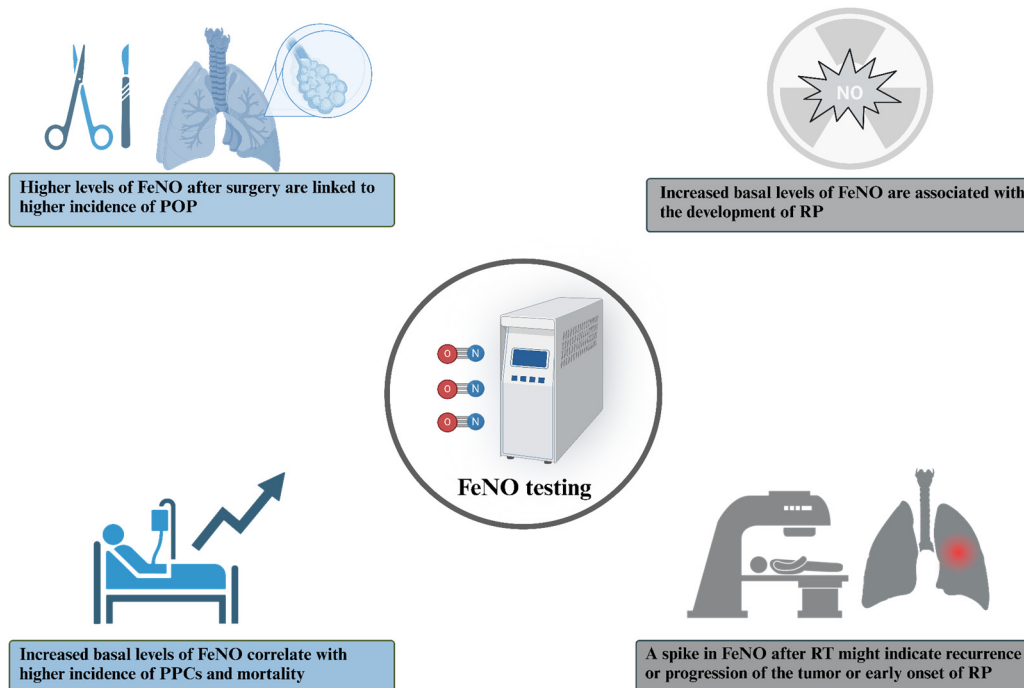 NO
Higher levels of FeNO after surgery are linked to
higher incidence of POP
Increased basal levels of FeNO are associated with
the development of RP
O N
O N
O N
FeNO testing
Increased basal levels of FeNO correlate with
higher incidence of PPCs and mortality
A spike in FeNO after RT might indicate recurrence
or progression of the tumor or early onset of RP